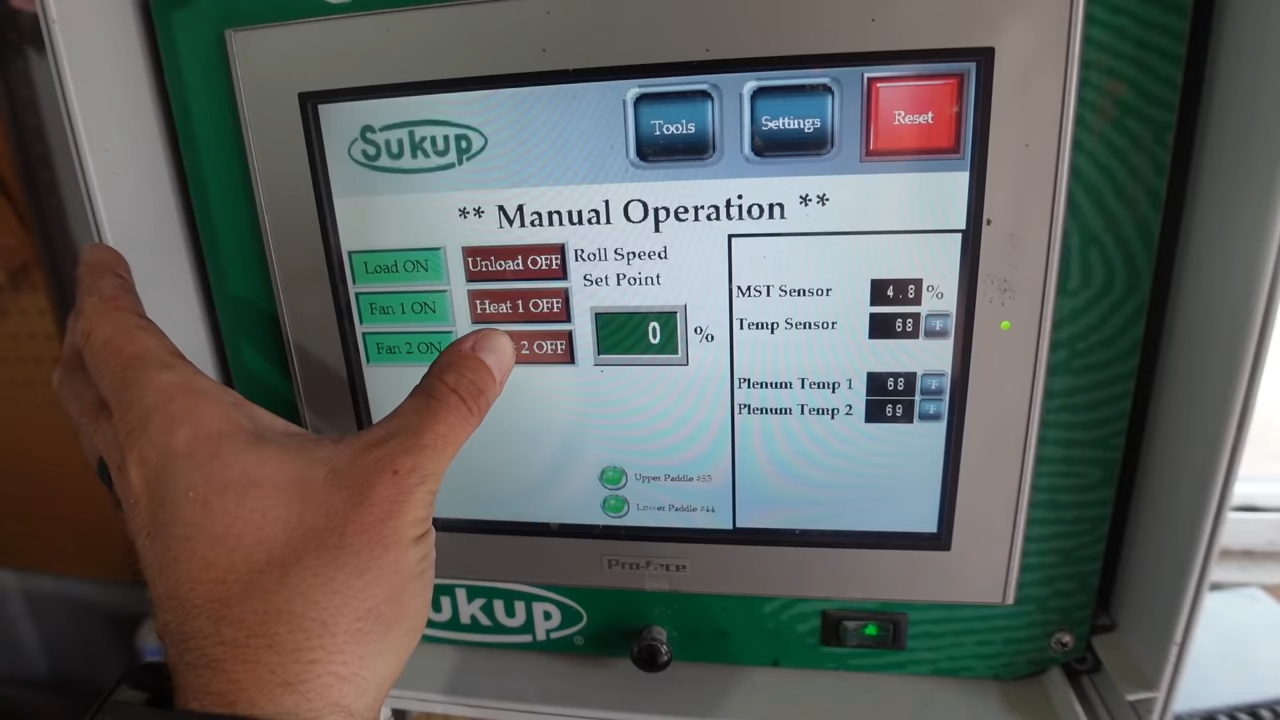 Sukup
Tools
Settings
Reset
** Manual Operation **
Load ON
Unload OFF
Roll Speed
Set Point
Fan 1 ON
Heat 1 OFF
Fan 2 ON
2 OFF
0 %
MST Sensor 4.8 %
Temp Sensor 68 °F
Plenum Temp 1 68 °F
Plenum Temp 2 69 °F
Upper Paddle #33
Lower Paddle #44
Pro-face
ukup